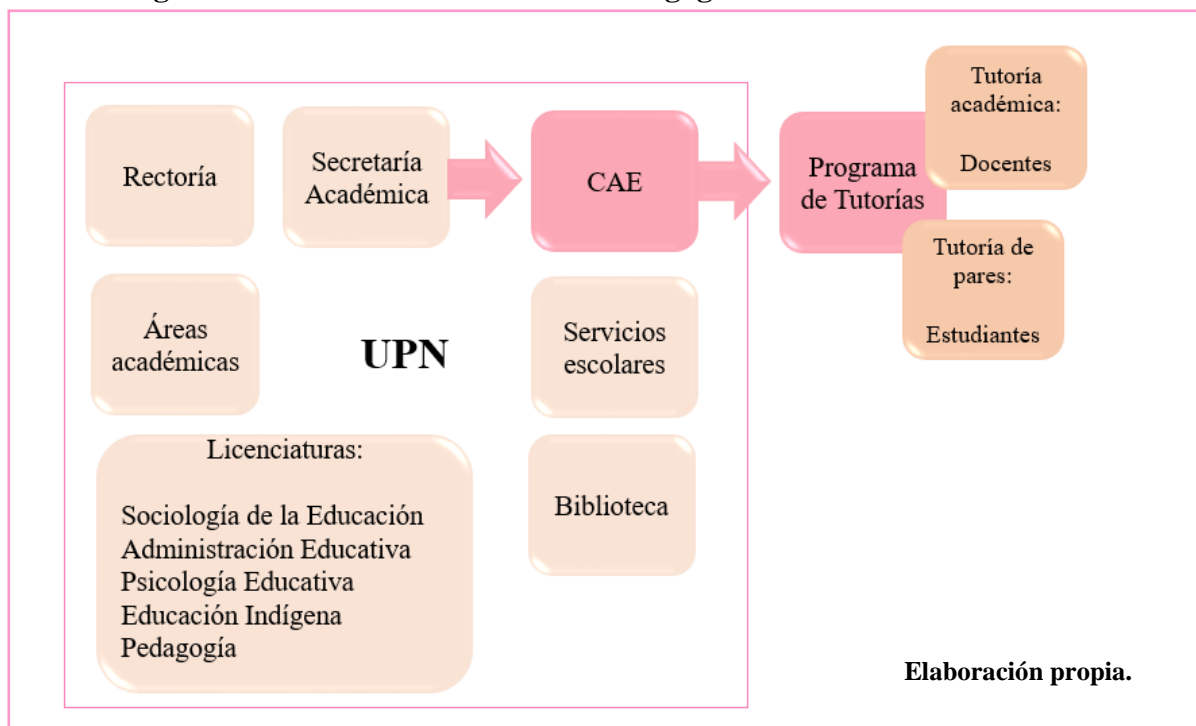 Rectoría
Secretaría
Académica
CAE
Programa
de Tutorías
Tutoría
académica:
Docentes
Tutoría de
pares:
Estudiantes
Áreas
académicas
UPN
Servicios
escolares
Licenciaturas:
Sociología de la Educación
Administración Educativa
Psicología Educativa
Educación Indígena
Pedagogía
Biblioteca
Elaboración propia.